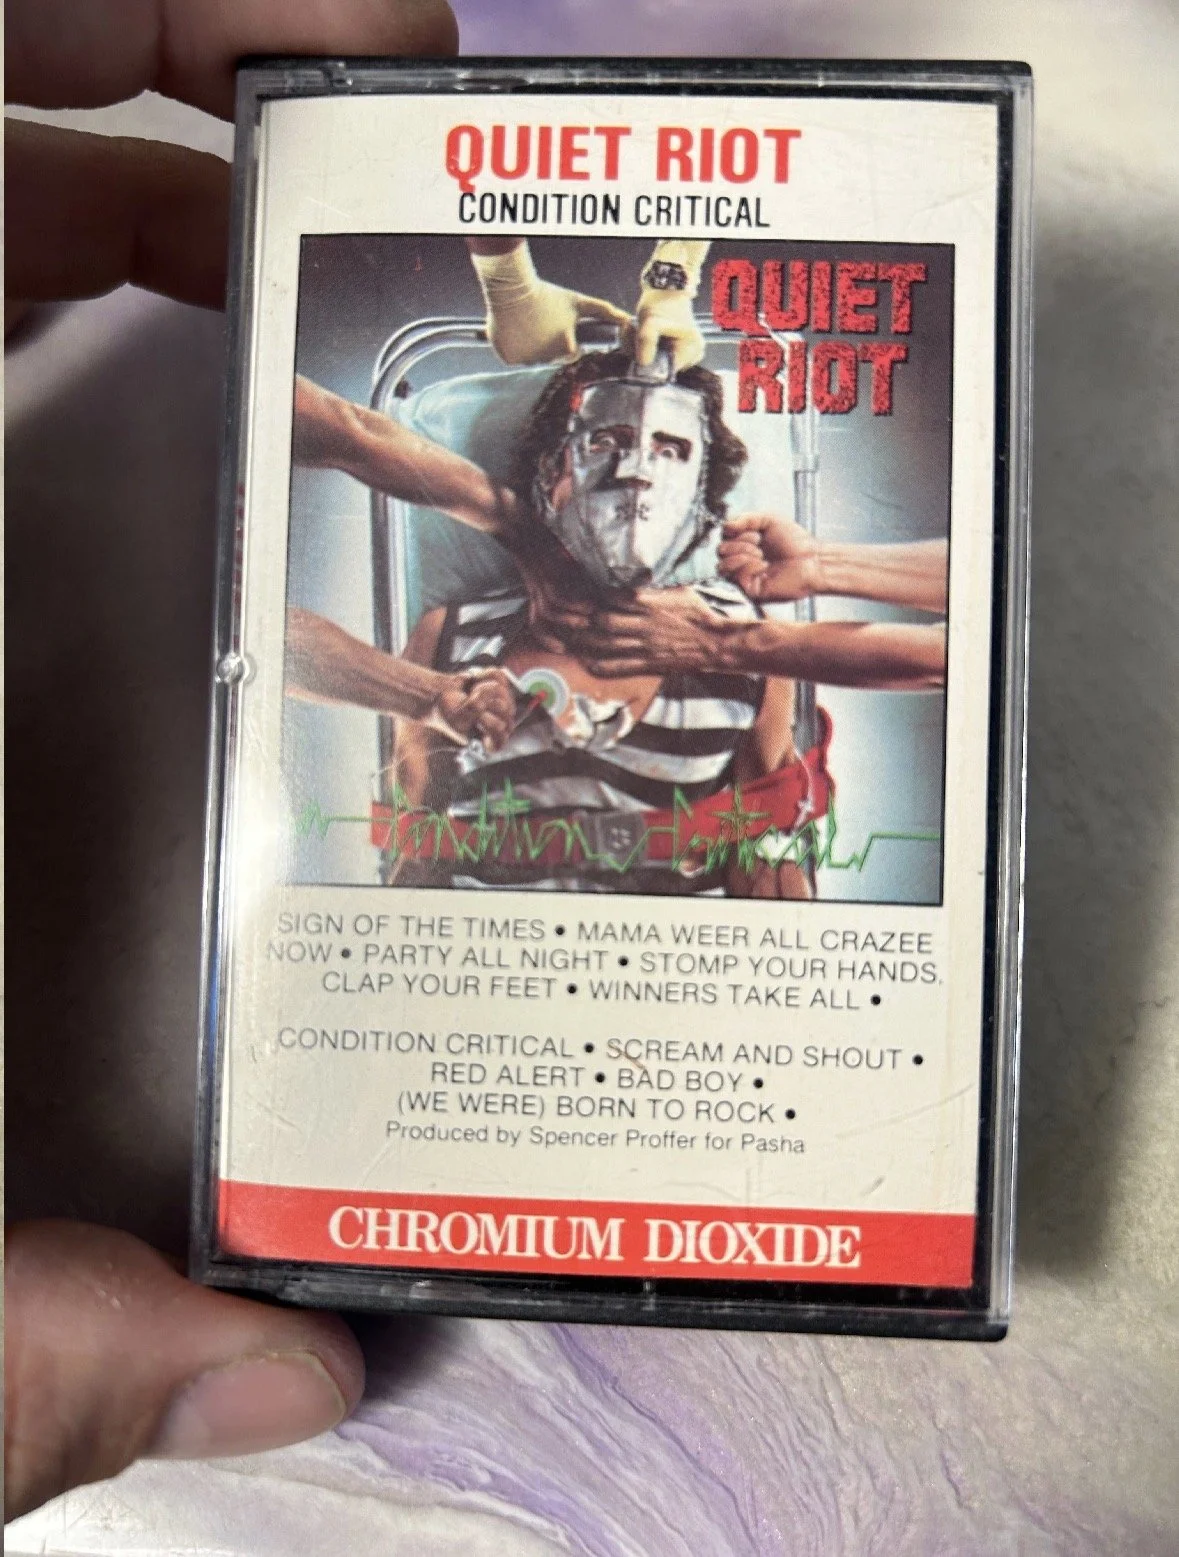 QUIET RIOT
CONDITION CRITICAL
QUIET
RIOT
Condition Critical
SIGN OF THE TIMES • MAMA WEER ALL CRAZEE
NOW • PARTY ALL NIGHT • STOMP YOUR HANDS,
CLAP YOUR FEET • WINNERS TAKE ALL •
CONDITION CRITICAL • SCREAM AND SHOUT •
RED ALERT • BAD BOY •
(WE WERE) BORN TO ROCK •
Produced by Spencer Proffer for Pasha
CHROMIUM DIOXIDE